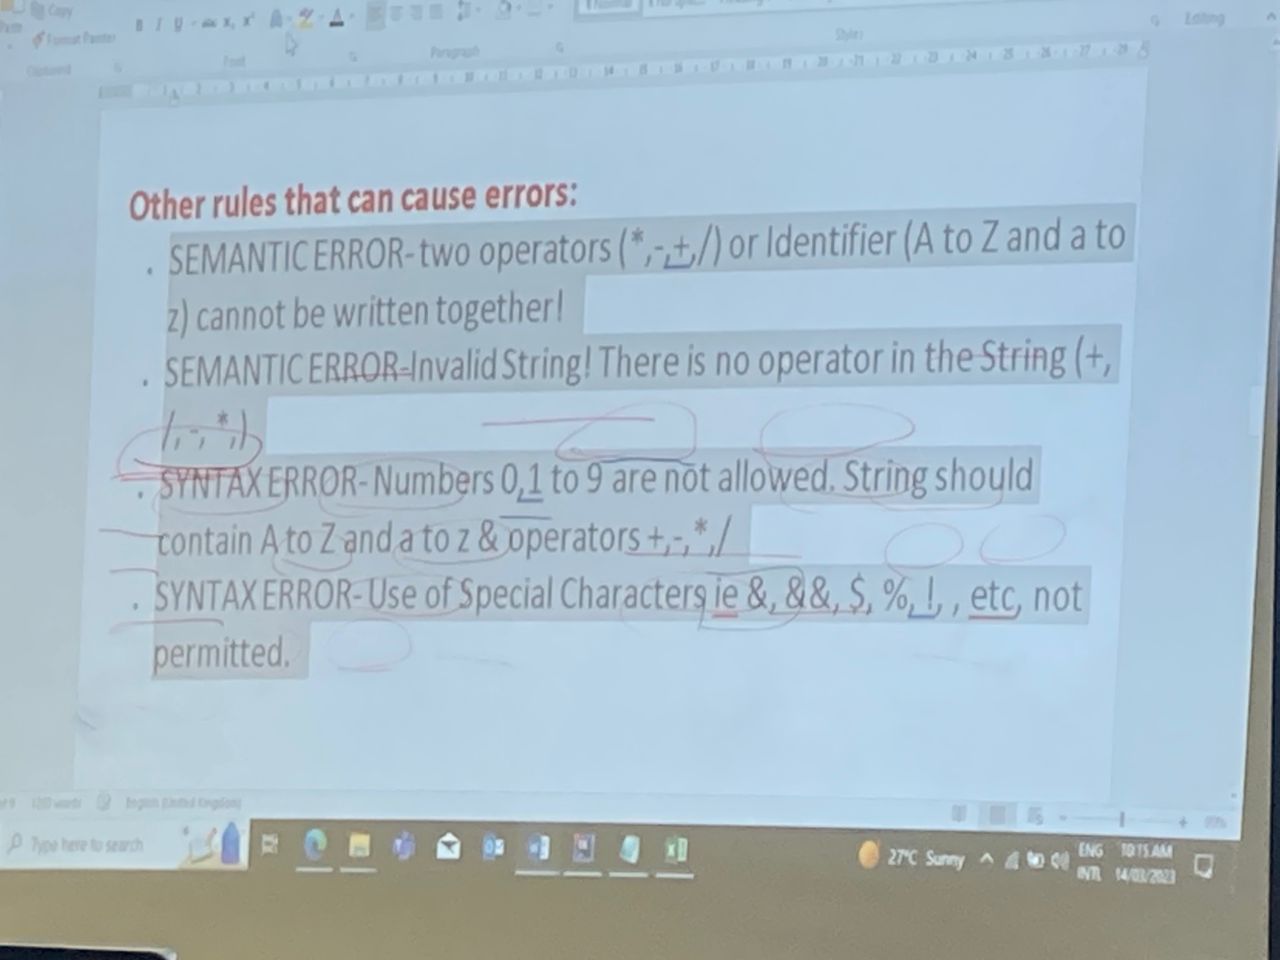 Copy
Format Painter
Clipboard
B I U
Font
Paragraph
Styles
Editing
Other rules that can cause errors:
. SEMANTIC ERROR- two operators (*,-,+,/) or Identifier (A to Z and a to
z) cannot be written together!
. SEMANTIC ERROR-Invalid String! There is no operator in the String (+,
/,-, *,)
. SYNTAX ERROR- Numbers 0,1 to 9 are not allowed. String should
contain A to Z and a to z & operators +,-,*,/
. SYNTAX ERROR- Use of Special Characters ie &, &&, $, %, !, , etc, not
permitted.
English (United Kingdom)
Type here to search
27°C Sunny
ENG 10:15 AM
INTL 14/03/2023